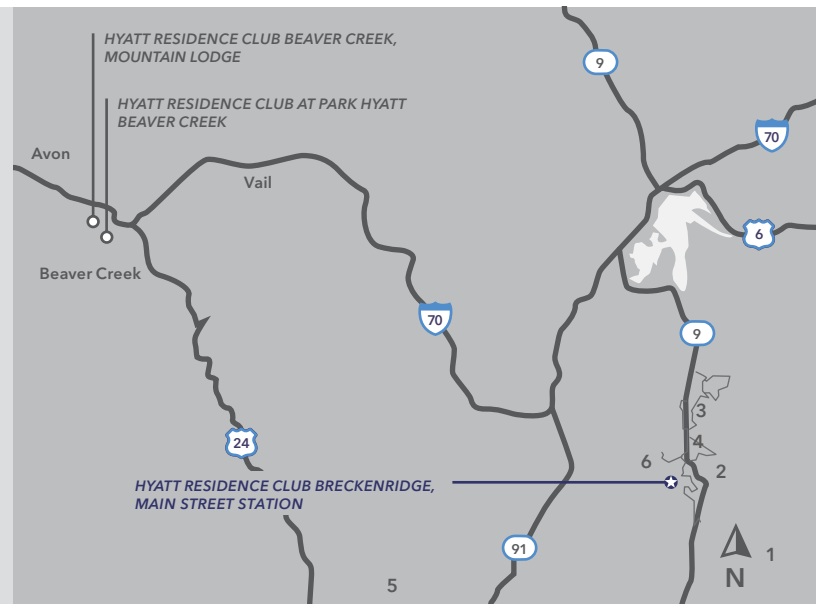 HYATT RESIDENCE CLUB BEAVER CREEK,
MOUNTAIN LODGE
9
HYATT RESIDENCE CLUB AT PARK HYATT
BEAVER CREEK
70
Avon
Vail
6
Beaver Creek
70
9
3
24
4
6
2
HYATT RESIDENCE CLUB BRECKENRIDGE,
MAIN STREET STATION
91
1
N
5